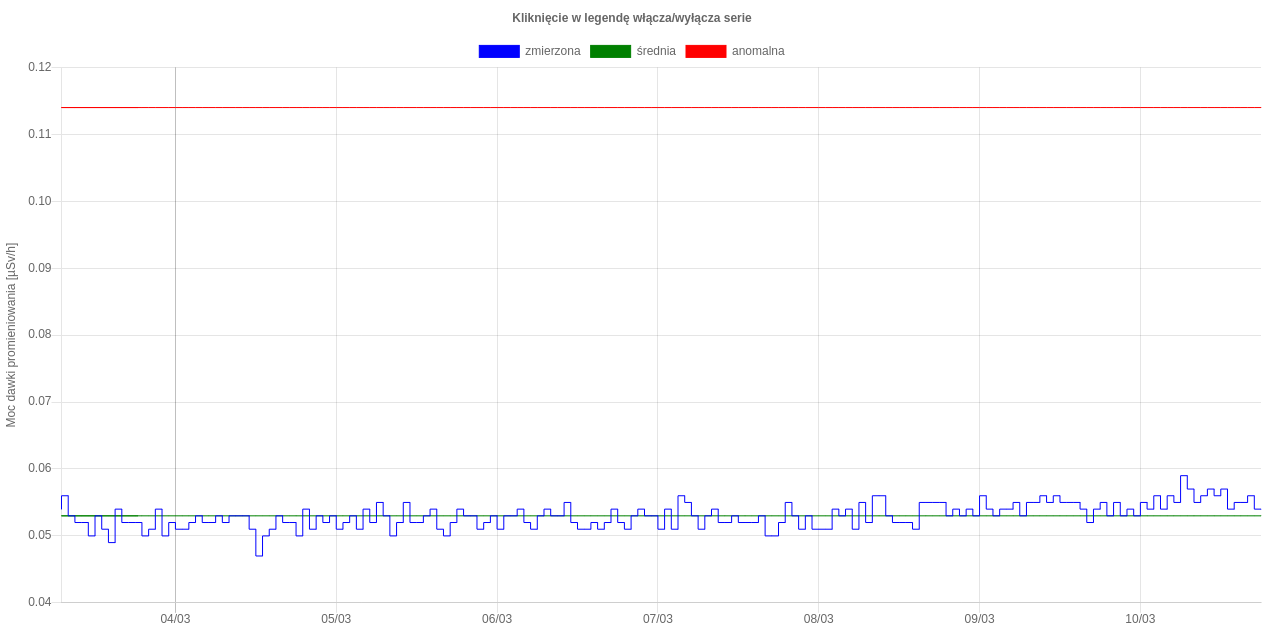 Kliknięcie w legendę włącza/wyłącza serie
zmierzona średnia anomalna
Moc dawki promieniowania [µSv/h]
0.12
0.11
0.10
0.09
0.08
0.07
0.06
0.05
0.04
04/03 05/03 06/03 07/03 08/03 09/03 10/03